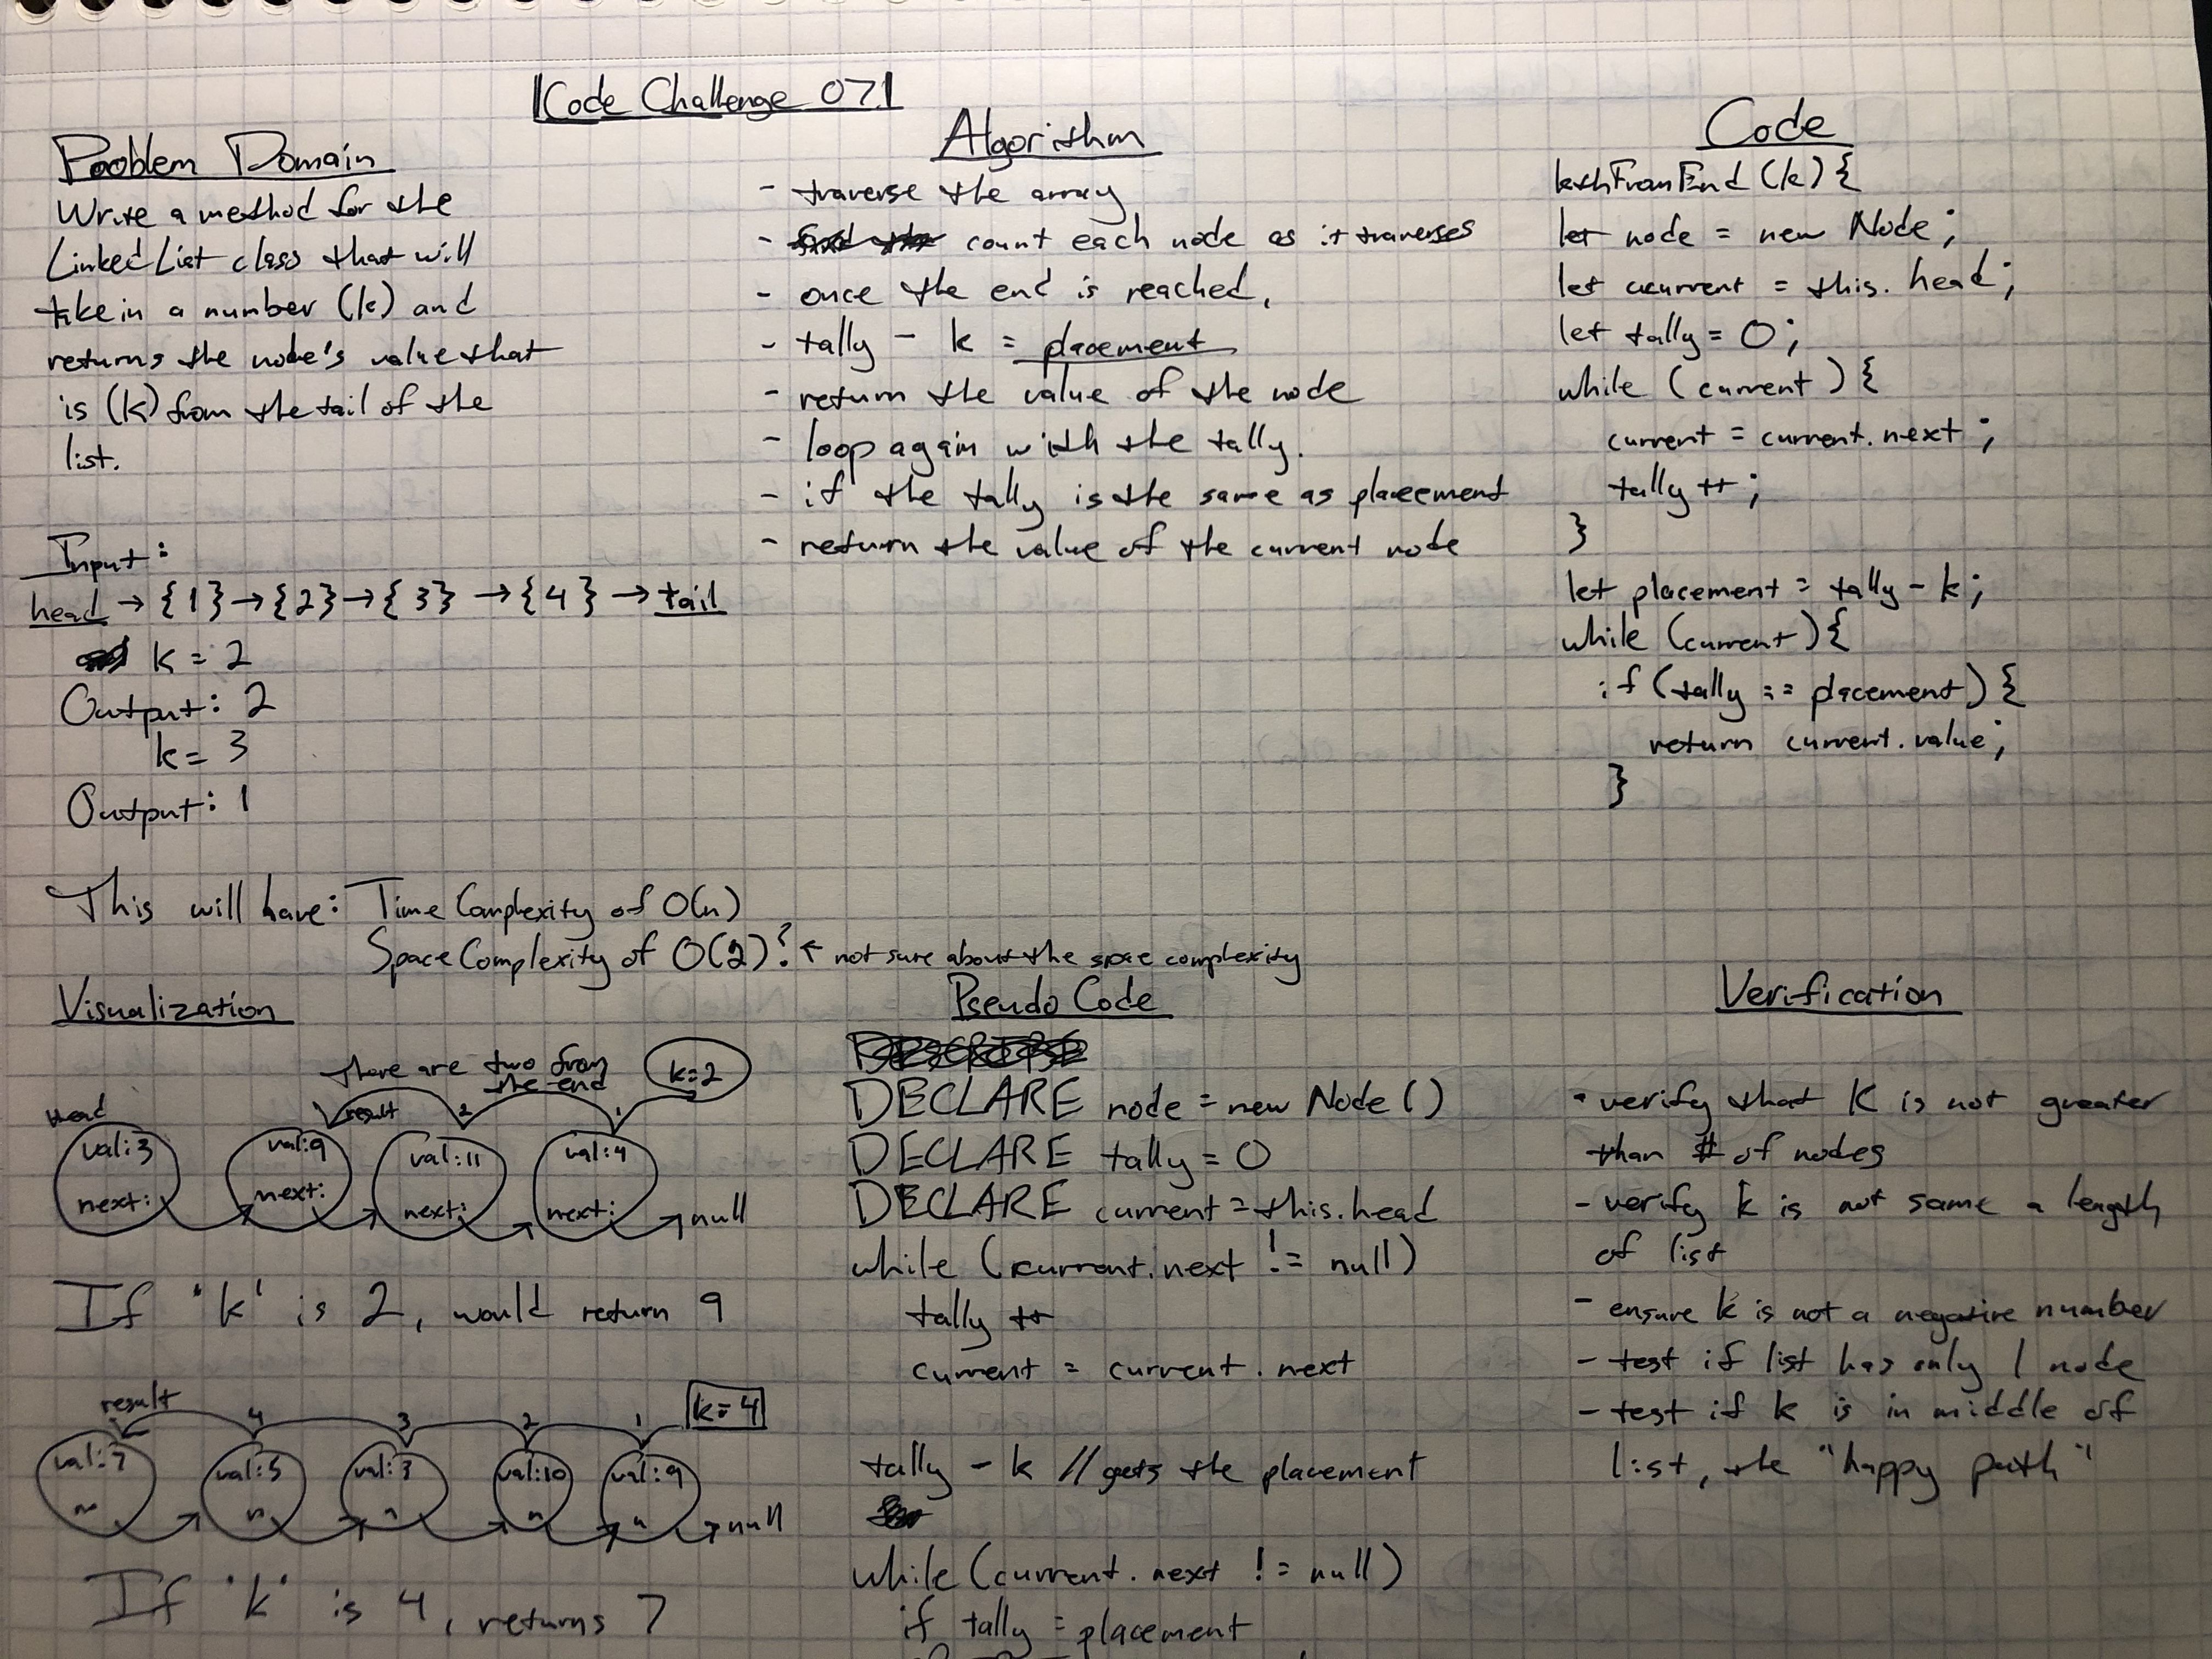 Code Challenge 07
Problem Domain
Write a method for the
Linked List class that will
take in a number (k) and
returns the node's value that
is (k) from the tail of the
list.
Input:
head → {1} → {2} → {3} → {4} → tail
k = 2
Output: 2
k = 3
Output: 1
This will have: Time Complexity of O(n)
Space Complexity of O(2)? ← not sure about the space complexity
Algorithm
- traverse the array
- count each node as it traverses
- once the end is reached,
- tally - k = placement
- return the value of the node
- loop again with the tally.
- if the tally is the same as placement
- return the value of the current node
Code
kthFromEnd (k) {
let node = new Node;
let current = this. head;
let tally = 0;
while (current) {
current = current.next;
tally ++;
}
let placement = tally - k;
while (current) {
if (tally == placement) {
return current.value;
}
Visualization
there are two from
the end
k=2
head
result
2
1
val:3
next:
val:9
next:
val:11
next:
val:4
next:
null
If 'k' is 2, would return 9
result
4
3
2
1
k=4
val:7
n
val:5
n
val:3
n
val:10
n
val:9
n
null
If 'k' is 4, returns 7
Pseudo Code
DECLARE node = new Node ()
DECLARE tally = 0
DECLARE current = this.head
while (current.next != null)
tally ++
current = current.next
tally - k // gets the placement
while (current.next != null)
if tally = placement
Verification
- verify that K is not greater
than # of nodes
- verify k is not same a length
of list
- ensure k is not a negative number
- test if list has only 1 node
- test if k is in middle of
list, the "happy path"